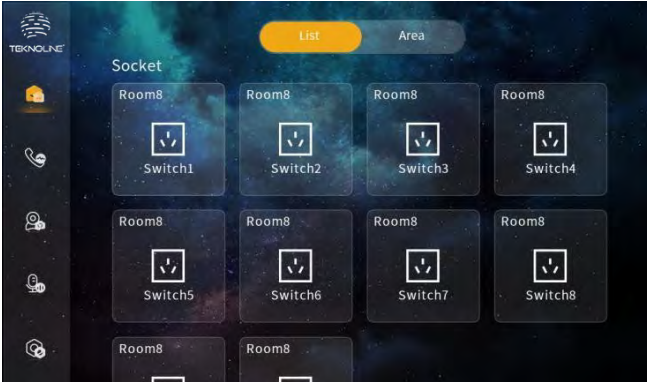 TEKNOLINE
List Area
Socket
Room8 Room8 Room8 Room8
Switch1 Switch2 Switch3 Switch4
Room8 Room8 Room8 Room8
Switch5 Switch6 Switch7 Switch8
Room8 Room8